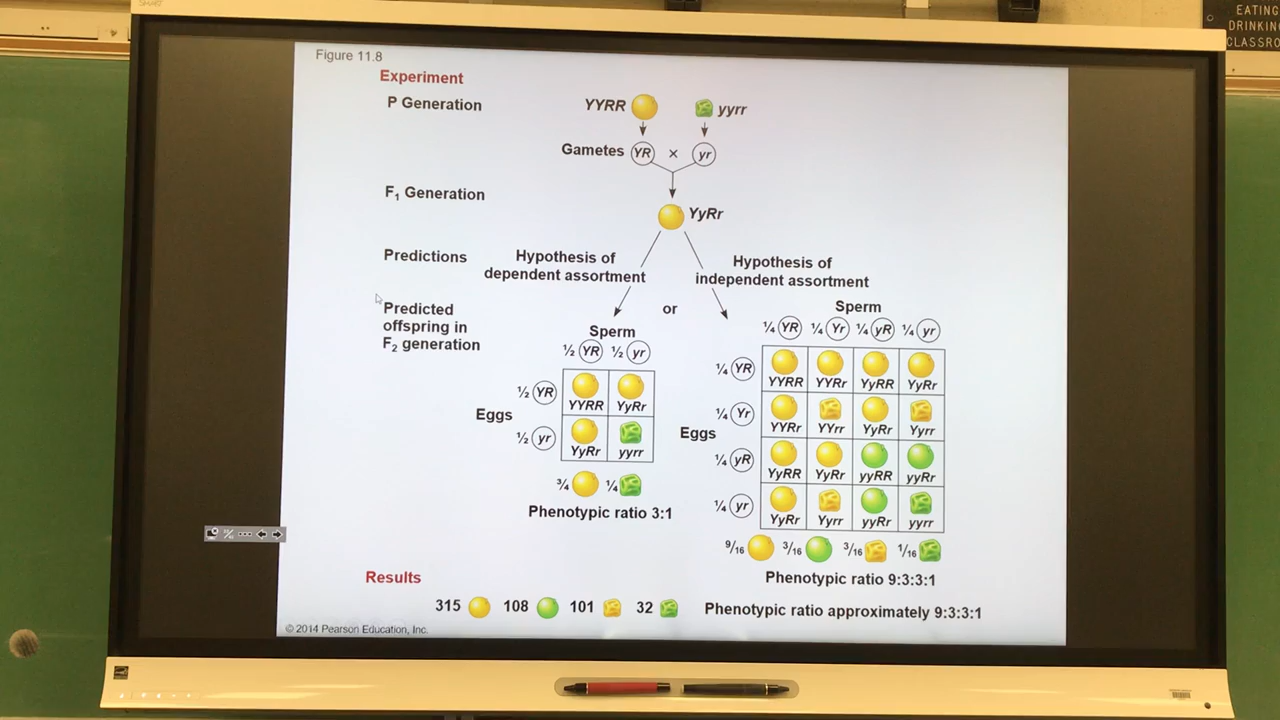 EATING
DRINKIN
CLASSRO
Figure 11.8
Experiment
P Generation
YYRR
yyrr
Gametes YR × yr
F₁ Generation
YyRr
Predictions
Hypothesis of
dependent assortment
Hypothesis of
independent assortment
or
Predicted
offspring in
F₂ generation
Sperm
½ YR ½ yr
Eggs
½ YR
YYRR YyRr
½ yr
YyRr yyrr
¾ ¼
Phenotypic ratio 3:1
Sperm
¼ YR ¼ Yr ¼ yR ¼ yr
Eggs
¼ YR
YYRR YYRr YyRR YyRr
¼ Yr
YYRr YYrr YyRr Yyrr
¼ yR
YyRR YyRr yyRR yyRr
¼ yr
YyRr Yyrr yyRr yyrr
9/16 3/16 3/16 1/16
Phenotypic ratio 9:3:3:1
Results
315 108 101 32 Phenotypic ratio approximately 9:3:3:1
© 2014 Pearson Education, Inc.